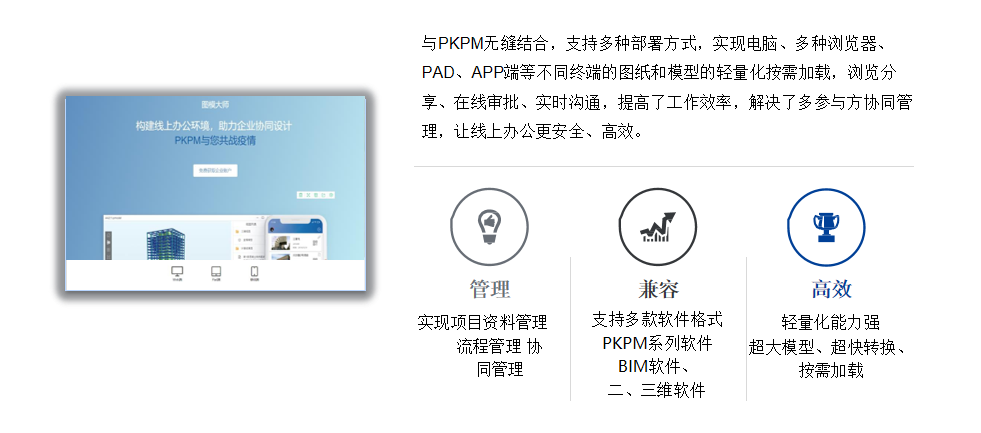 图模大师
构建线上办公环境，助力企业协同设计
PKPM与您共战疫情
免费获取企业账户
与PKPM无缝结合，支持多种部署方式，实现电脑、多种浏览器、
PAD、APP端等不同终端的图纸和模型的轻量化按需加载，浏览分
享、在线审批、实时沟通，提高了工作效率，解决了多参与方协同管
理，让线上办公更安全、高效。
管理
实现项目资料管理
流程管理 协
同管理
兼容
支持多款软件格式
PKPM系列软件
BIM软件、
二、三维软件
高效
轻量化能力强
超大模型、超快转换、
按需加载